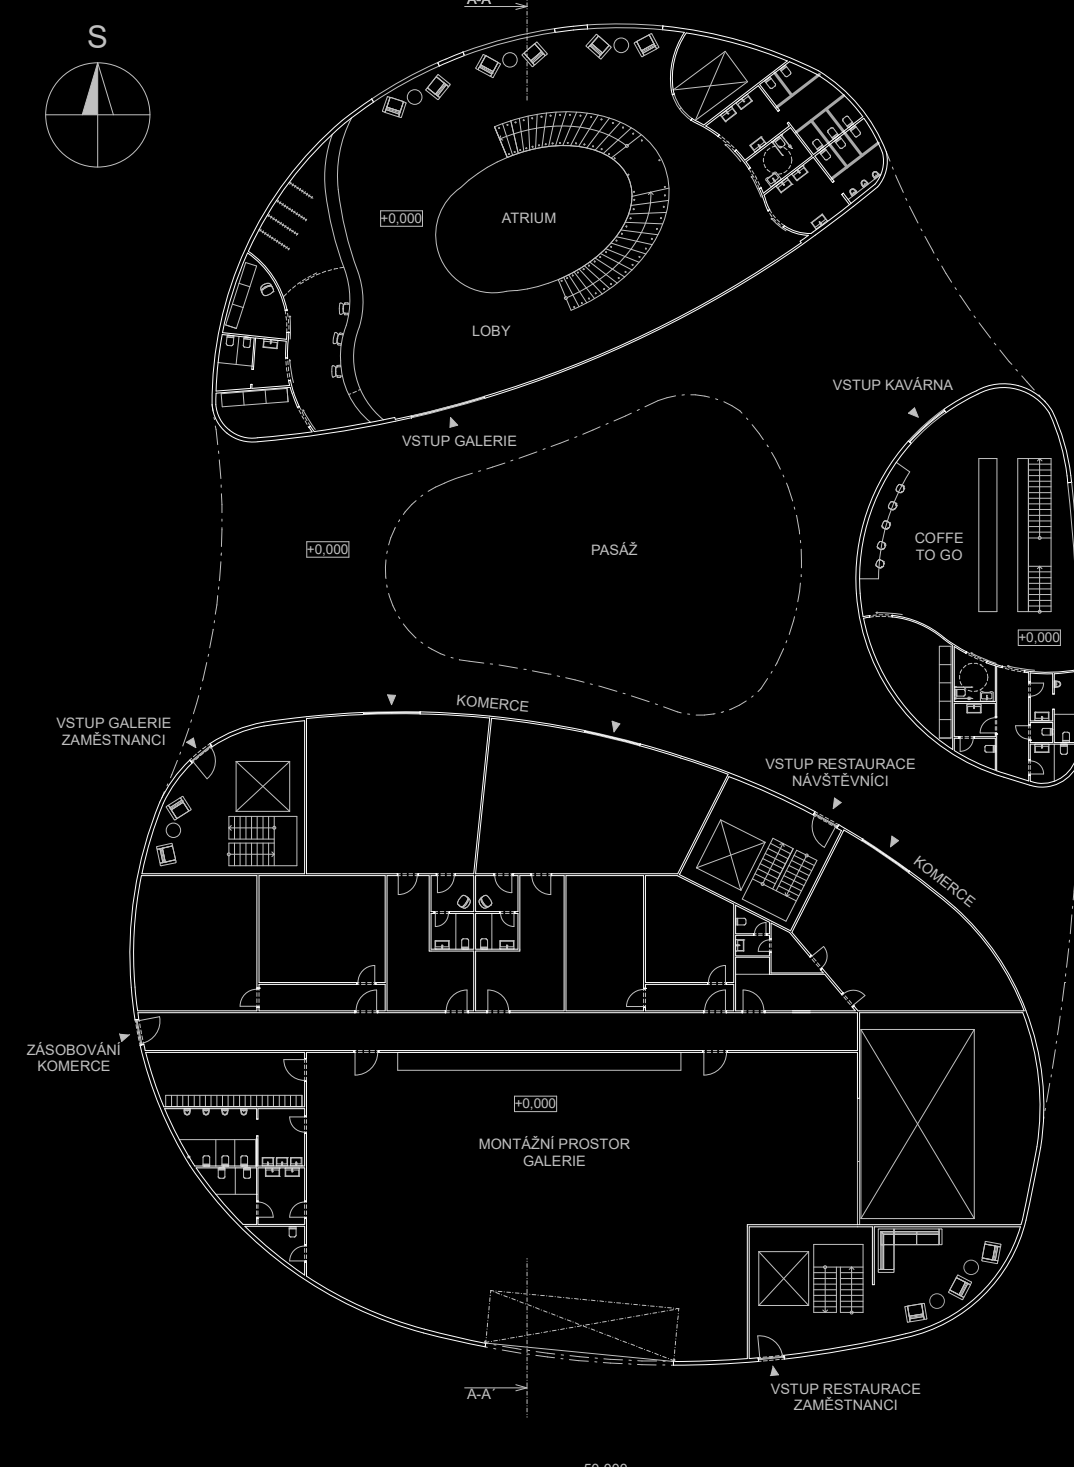 A-A´
S
ATRIUM
+0,000
LOBY
VSTUP KAVÁRNA
VSTUP GALERIE
COFFE
TO GO
+0,000
PASÁŽ
+0,000
KOMERCE
VSTUP GALERIE
ZAMĚSTNANCI
VSTUP RESTAURACE
NÁVŠTĚVNÍCI
KOMERCE
ZÁSOBOVÁNÍ
KOMERCE
+0,000
MONTÁŽNÍ PROSTOR
GALERIE
A-A´
VSTUP RESTAURACE
ZAMĚSTNANCI